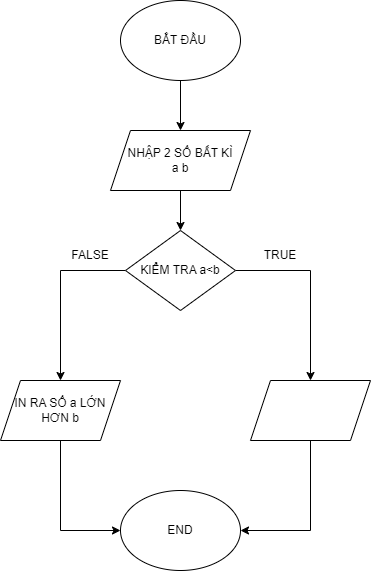 BẮT ĐẦU
NHẬP 2 SỐ BẤT KÌ
a b
FALSE
TRUE
KIỂM TRA a<b
IN RA SỐ a LỚN
HƠN b
END